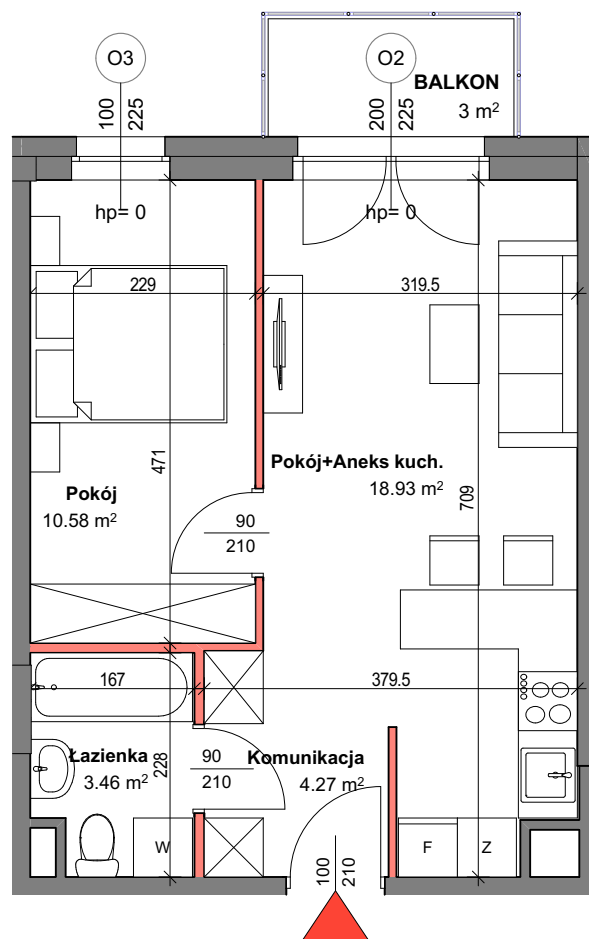 O3
O2
100
225
200
225
BALKON
3 m²
hp= 0
hp= 0
229
319.5
471
709
Pokój
10.58 m²
Pokój+Aneks kuch.
18.93 m²
90
210
167
379.5
Łazienka
3.46 m²
228
90
210
Komunikacja
4.27 m²
W
F
Z
100
210